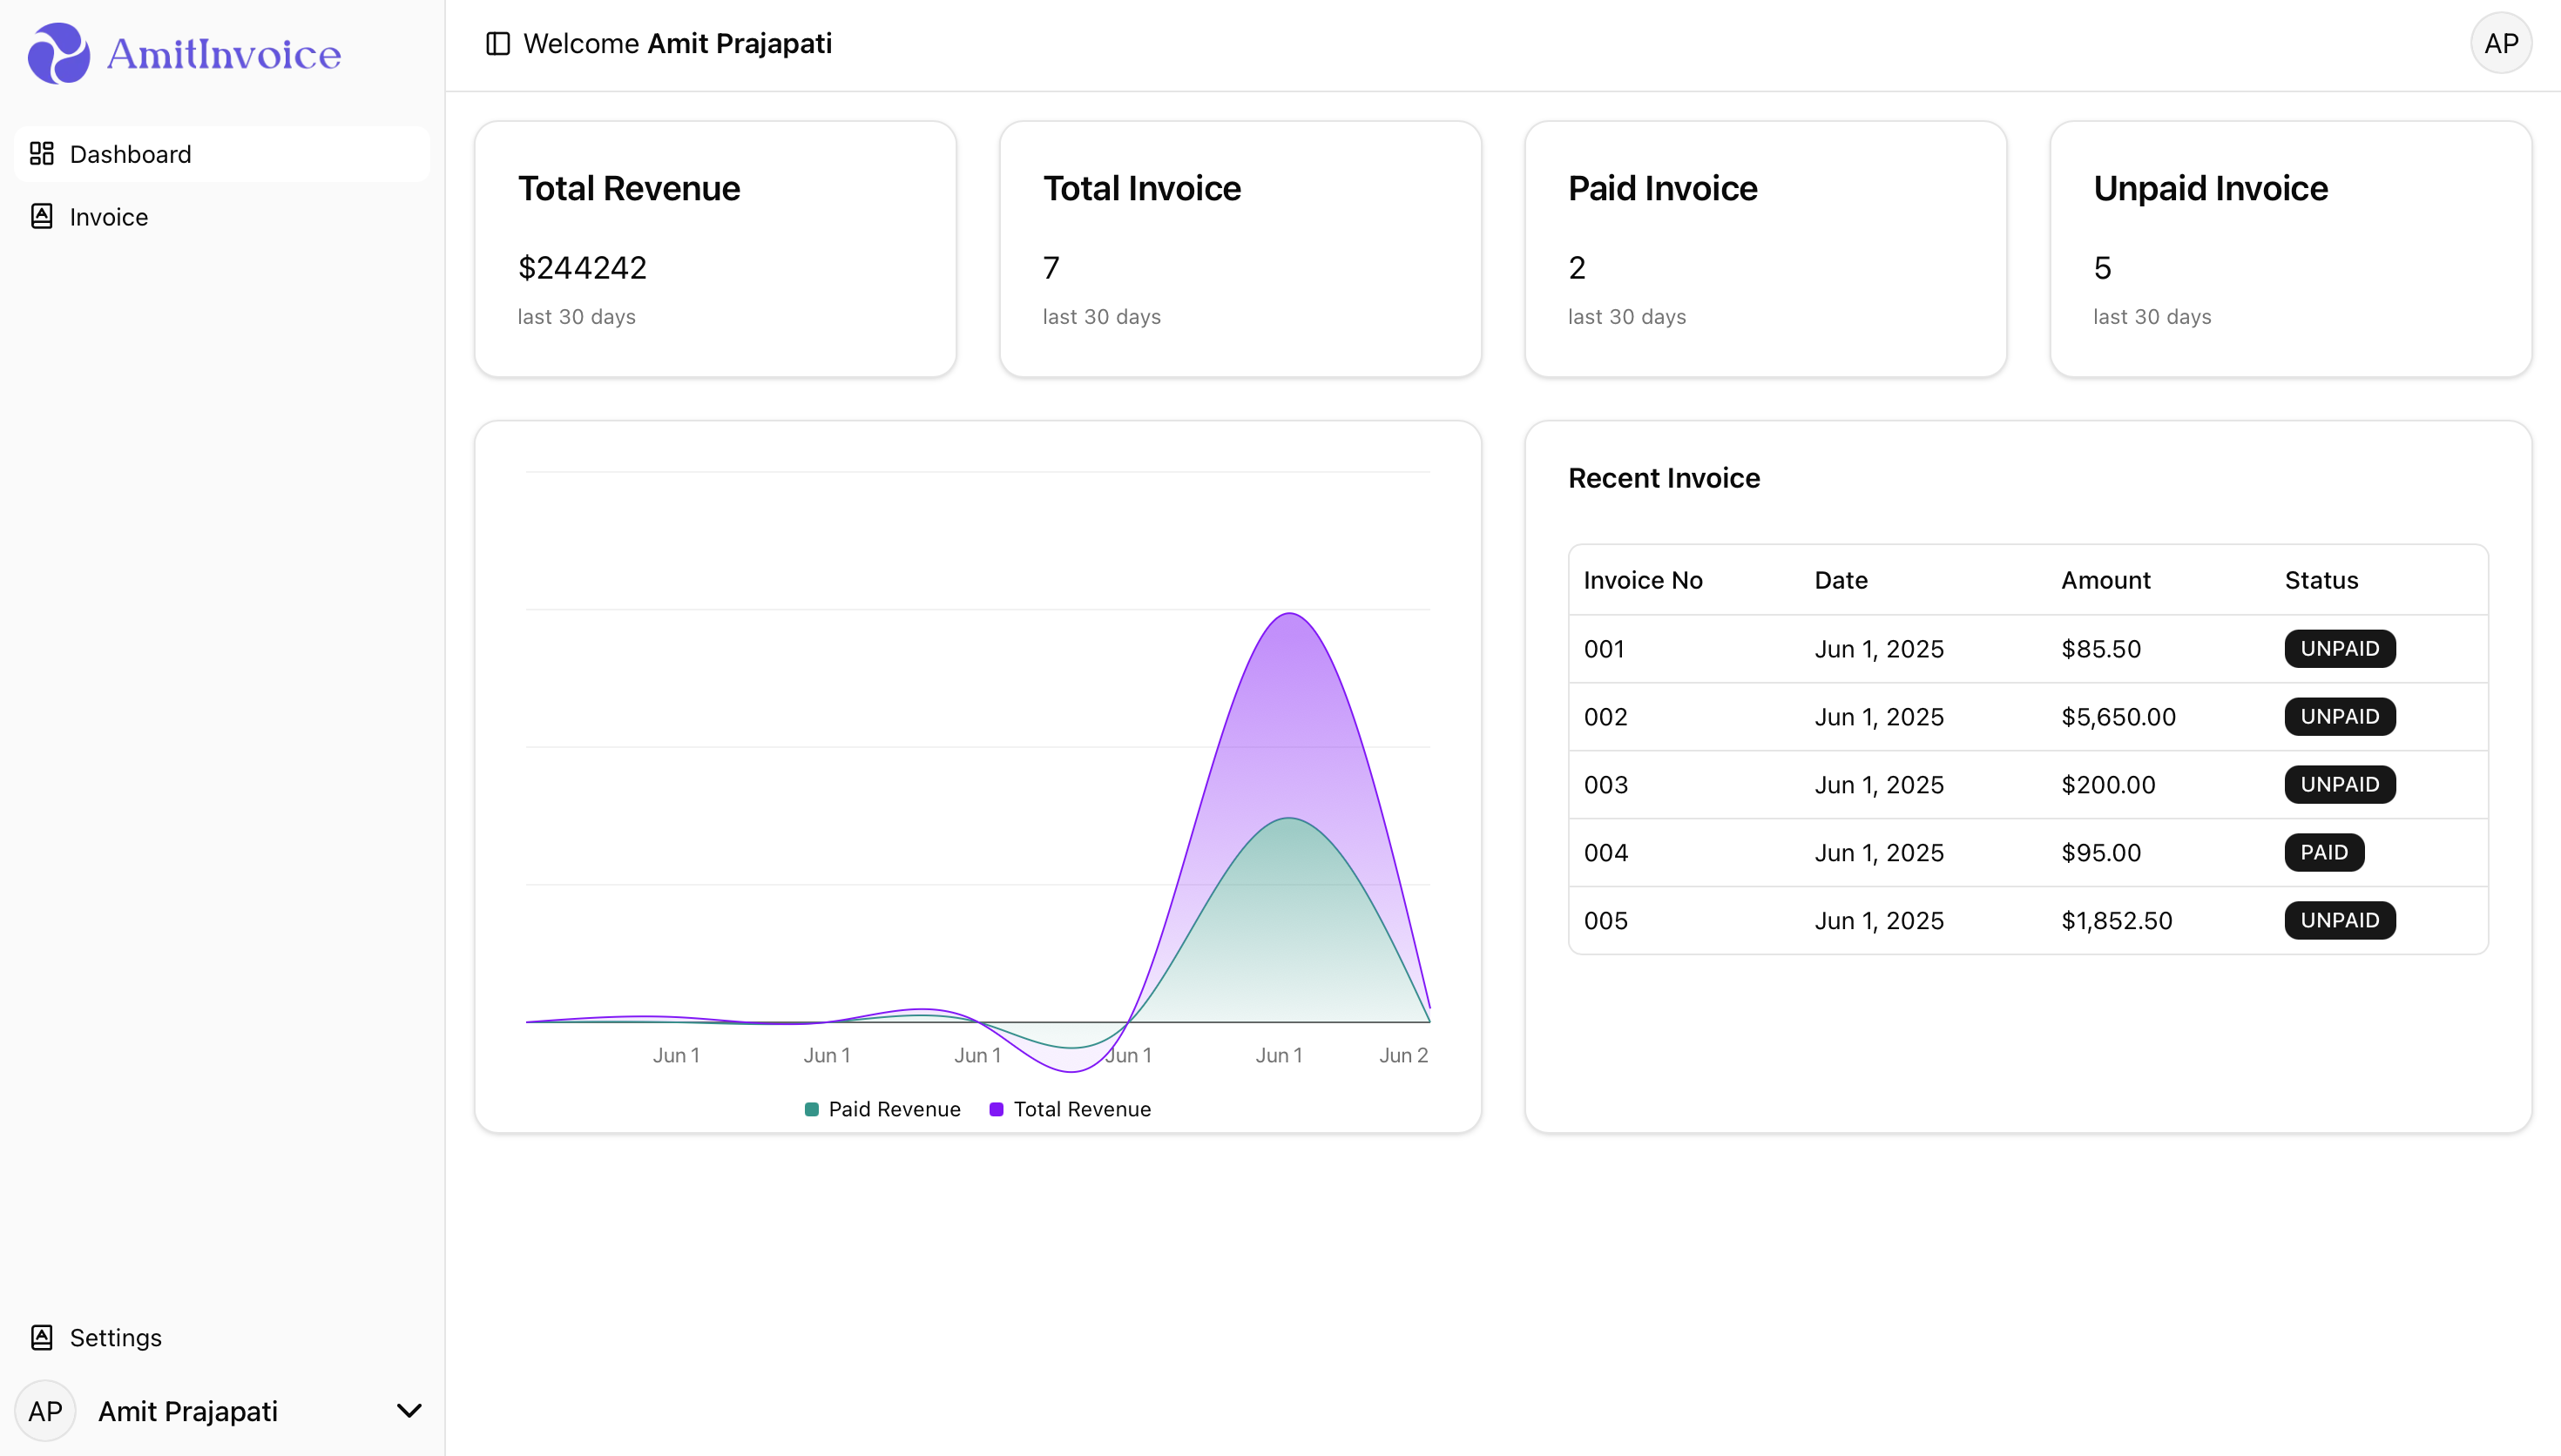 AmitInvoice
Dashboard
Invoice
Settings
AP Amit Prajapati
Welcome Amit Prajapati
AP
Total Revenue
$244242
last 30 days
Total Invoice
7
last 30 days
Paid Invoice
2
last 30 days
Unpaid Invoice
5
last 30 days
Jun 1 Jun 1 Jun 1 Jun 1 Jun 1 Jun 2
Paid Revenue Total Revenue
Recent Invoice
Invoice No Date Amount Status
001 Jun 1, 2025 $85.50 UNPAID
002 Jun 1, 2025 $5,650.00 UNPAID
003 Jun 1, 2025 $200.00 UNPAID
004 Jun 1, 2025 $95.00 PAID
005 Jun 1, 2025 $1,852.50 UNPAID